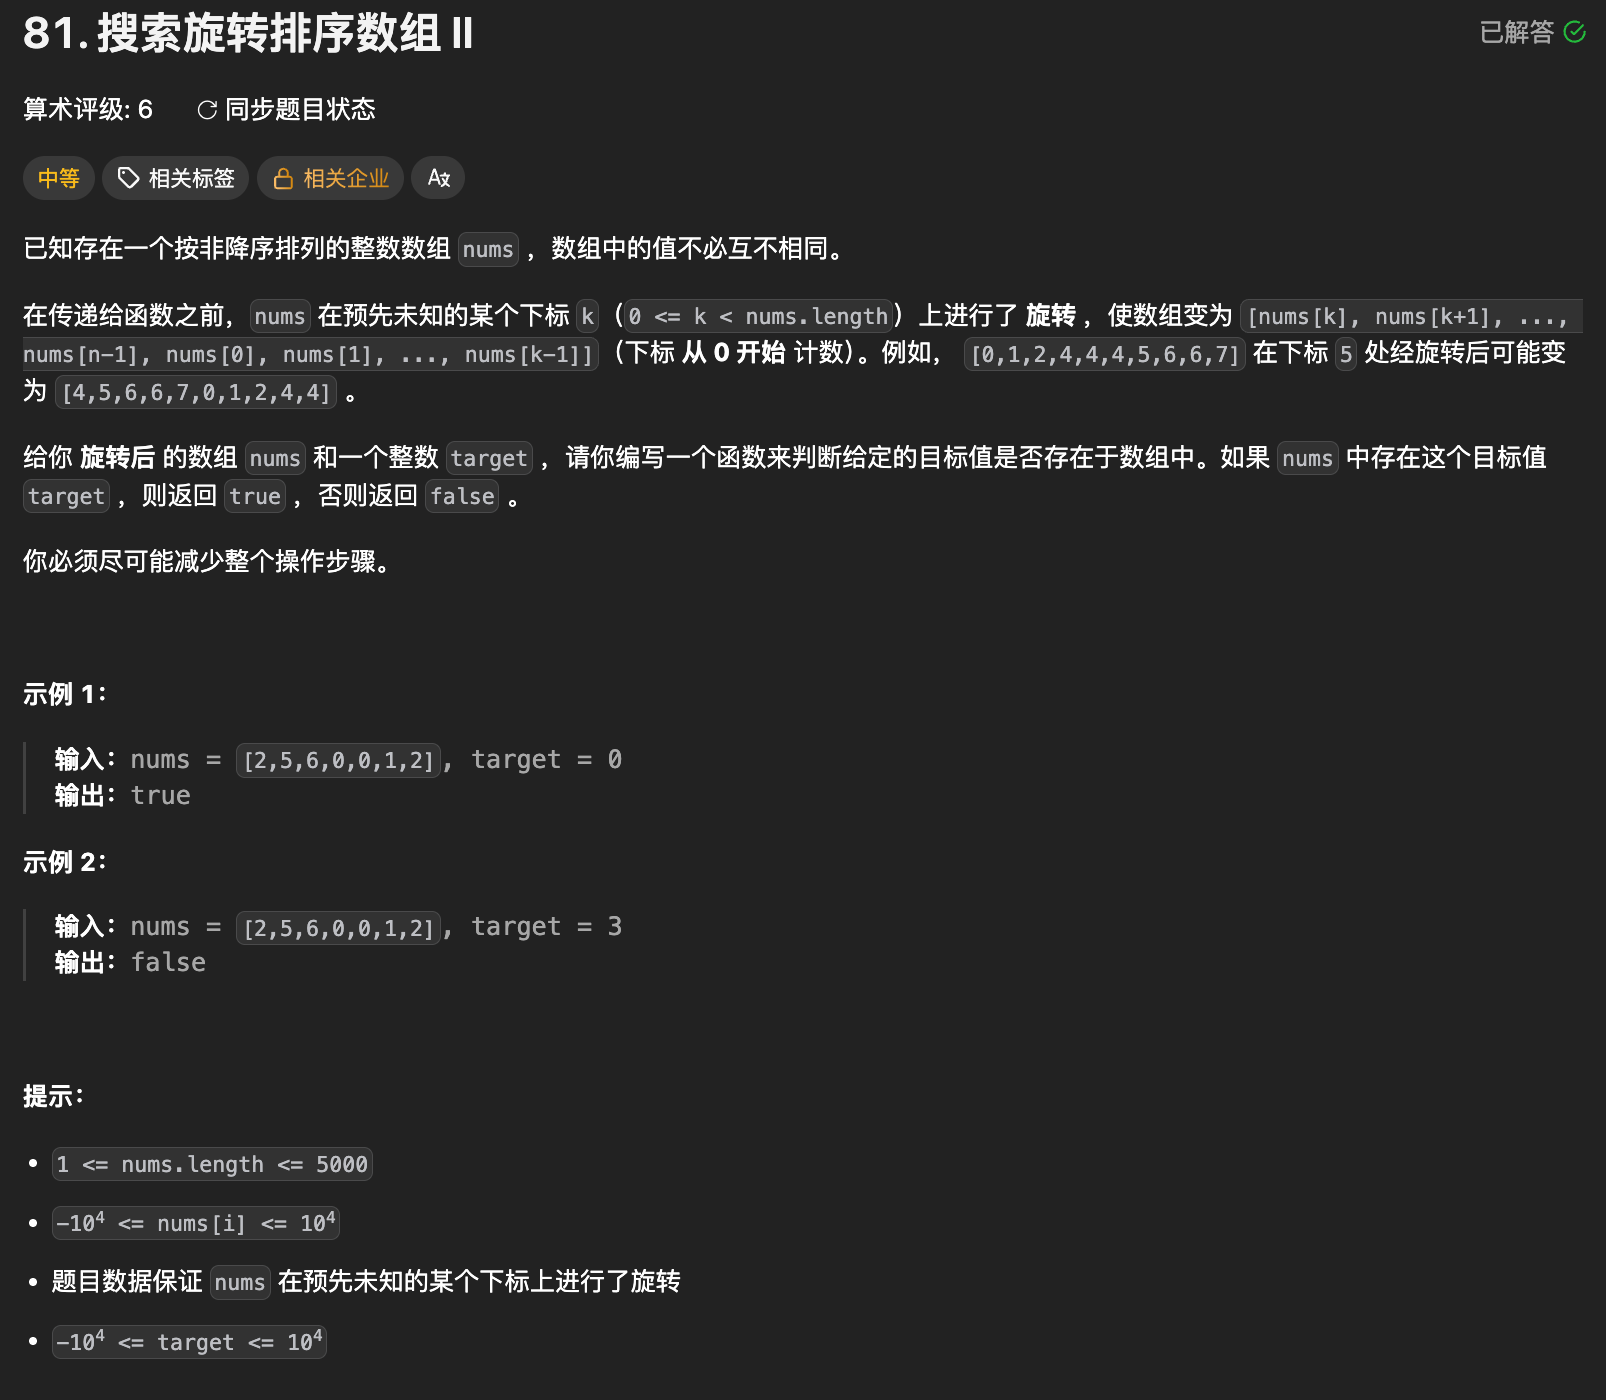 81. 搜索旋转排序数组 II
已解答
算术评级: 6 同步题目状态
中等 相关标签 相关企业
已知存在一个按非降序排列的整数数组 nums ，数组中的值不必互不相同。
在传递给函数之前，nums 在预先未知的某个下标 k（0 <= k < nums.length）上进行了 旋转 ，使数组变为 [nums[k], nums[k+1], ...,
nums[n-1], nums[0], nums[1], ..., nums[k-1]]（下标 从 0 开始 计数）。例如， [0,1,2,4,4,4,5,6,6,7] 在下标 5 处经旋转后可能变
为 [4,5,6,6,7,0,1,2,4,4] 。
给你 旋转后 的数组 nums 和一个整数 target ，请你编写一个函数来判断给定的目标值是否存在于数组中。如果 nums 中存在这个目标值
target ，则返回 true ，否则返回 false 。
你必须尽可能减少整个操作步骤。
示例 1：
输入：nums = [2,5,6,0,0,1,2], target = 0
输出：true
示例 2：
输入：nums = [2,5,6,0,0,1,2], target = 3
输出：false
提示：
• 1 <= nums.length <= 5000
• -10⁴ <= nums[i] <= 10⁴
• 题目数据保证 nums 在预先未知的某个下标上进行了旋转
• -10⁴ <= target <= 10⁴